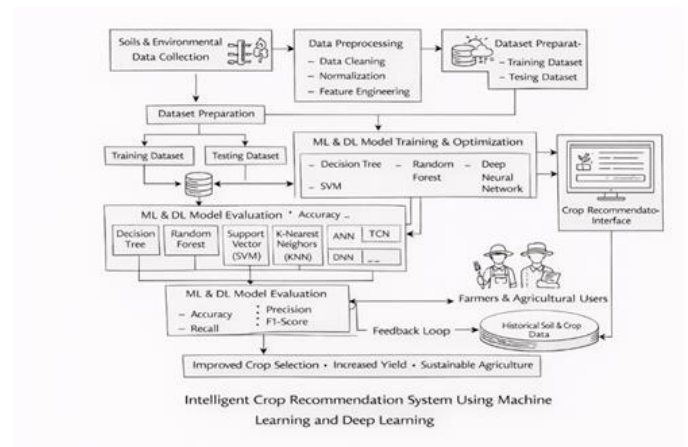 Soils & Environmental
Data Collection
Data Preprocessing
– Data Cleaning
– Normalization
– Feature Engineering
Dataset Preparat-
– Training Dataset
– Tesing Dataset
Dataset Preparation
Training Dataset
Testing Dataset
ML & DL Model Training & Optimization
– Decision Tree
– Random
Forest
– Deep
Neural
Network
– SVM
Crop Recommendato-
Interface
ML & DL Model Evaluation • Accuracy –
Decision
Tree
Random
Forest
Support
Vector
(SVM)
K-Nearest
Neighors
(KNN)
ANN
TCN
DNN
– –
ML & DL Model Evaluation
– Accuracy
– Recall
• Precision
• F1-Score
Farmers & Agricultural Users
Feedback Loop
Historical Soil & Crop
Data
Improved Crop Selection • Increased Yield • Sustainable Agriculture
Intelligent Crop Recommendation System Using Machine
Learning and Deep Learning